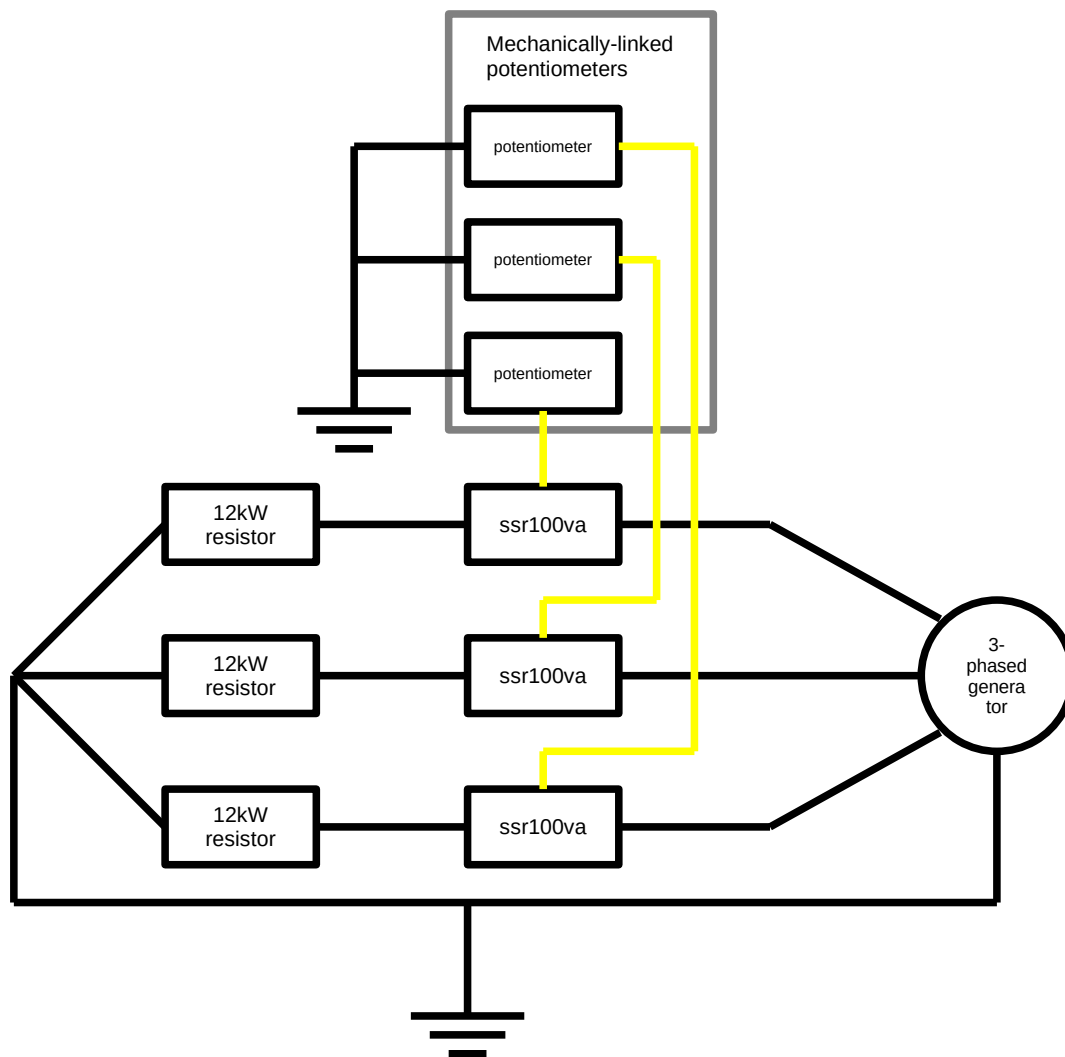 Mechanically-linked
potentiometers
potentiometer
potentiometer
potentiometer
12kW
resistor
ssr100va
12kW
resistor
ssr100va
3-
phased
genera
tor
12kW
resistor
ssr100va